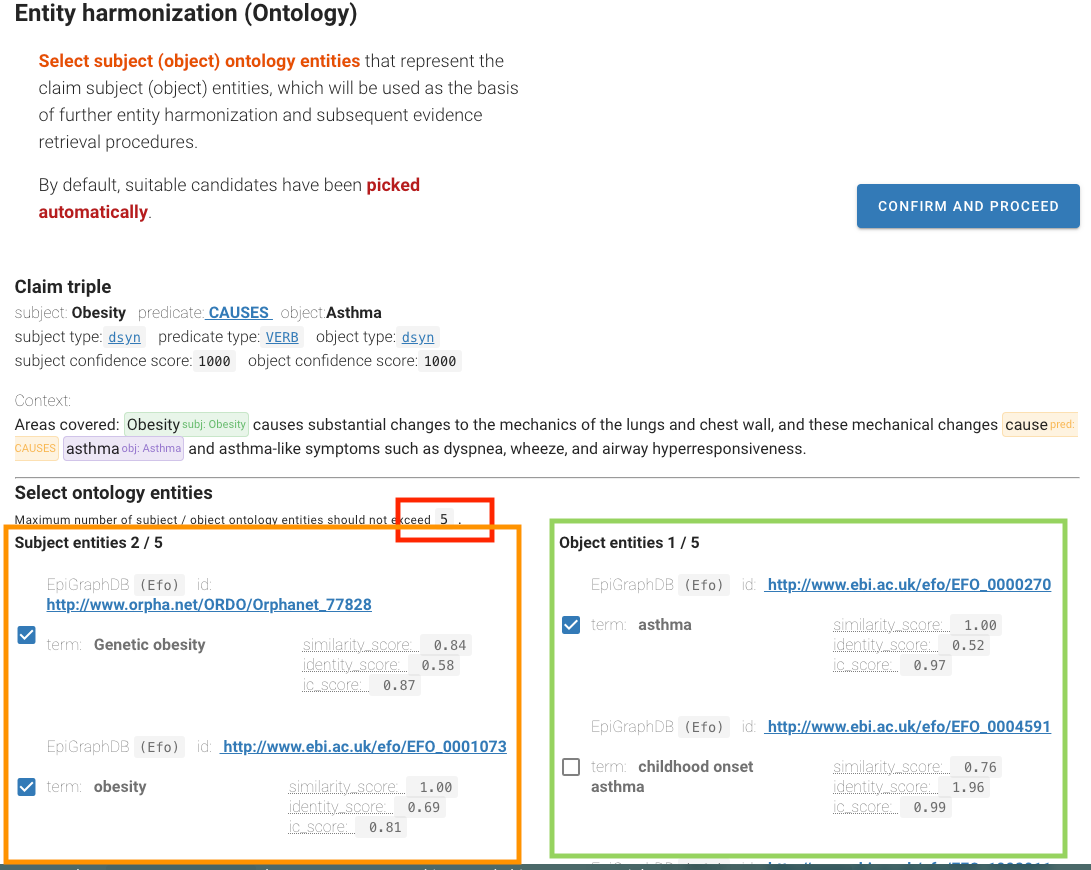 Entity harmonization (Ontology)
Select subject (object) ontology entities that represent the
claim subject (object) entities, which will be used as the basis
of further entity harmonization and subsequent evidence
retrieval procedures.
By default, suitable candidates have been picked
automatically.
CONFIRM AND PROCEED
Claim triple
subject: Obesity predicate: CAUSES object:Asthma
subject type: dsyn predicate type: VERB object type: dsyn
subject confidence score: 1000 object confidence score: 1000
Context:
Areas covered: Obesity subj: Obesity causes substantial changes to the mechanics of the lungs and chest wall, and these mechanical changes cause pred:
CAUSES asthma obj: Asthma and asthma-like symptoms such as dyspnea, wheeze, and airway hyperresponsiveness.
Select ontology entities
Maximum number of subject / object ontology entities should not exceed 5 .
Subject entities 2 / 5
EpiGraphDB (Efo) id:
http://www.orpha.net/ORDO/Orphanet_77828
term: Genetic obesity
similarity_score: 0.84
identity_score: 0.58
ic_score: 0.87
EpiGraphDB (Efo) id: http://www.ebi.ac.uk/efo/EFO_0001073
term: obesity
similarity_score: 1.00
identity_score: 0.69
ic_score: 0.81
Object entities 1 / 5
EpiGraphDB (Efo) id: http://www.ebi.ac.uk/efo/EFO_0000270
term: asthma
similarity_score: 1.00
identity_score: 0.52
ic_score: 0.97
EpiGraphDB (Efo) id: http://www.ebi.ac.uk/efo/EFO_0004591
term: childhood onset
asthma
similarity_score: 0.76
identity_score: 1.96
ic_score: 0.99